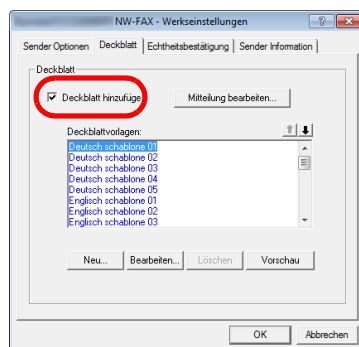 NW-FAX - Werkseinstellungen
Sender Optionen Deckblatt Echtheitsbestätigung Sender Information
Deckblatt
Deckblatt hinzufüge Mitteilung bearbeiten...
Deckblattvorlagen:
Deutsch schablone 01
Deutsch schablone 02
Deutsch schablone 03
Deutsch schablone 04
Deutsch schablone 05
Englisch schablone 01
Englisch schablone 02
Englisch schablone 03
Neu... Bearbeiten... Löschen Vorschau
OK Abbrechen